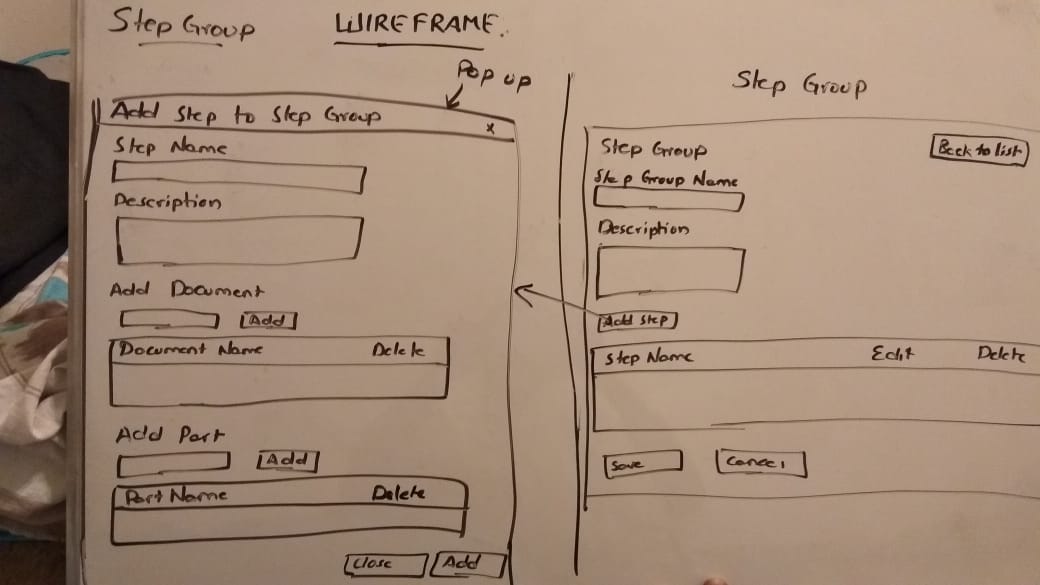 Step Group WIREFRAME.
Pop up
Add Step to Step Group x
Step Name
Description
Add Document
Add
Document Name Delete
Add Part
Add
Part Name Delete
Close Add
Step Group
Step Group Back to list
Step Group Name
Description
Add Step
Step Name Edit Delete
Save Cancel